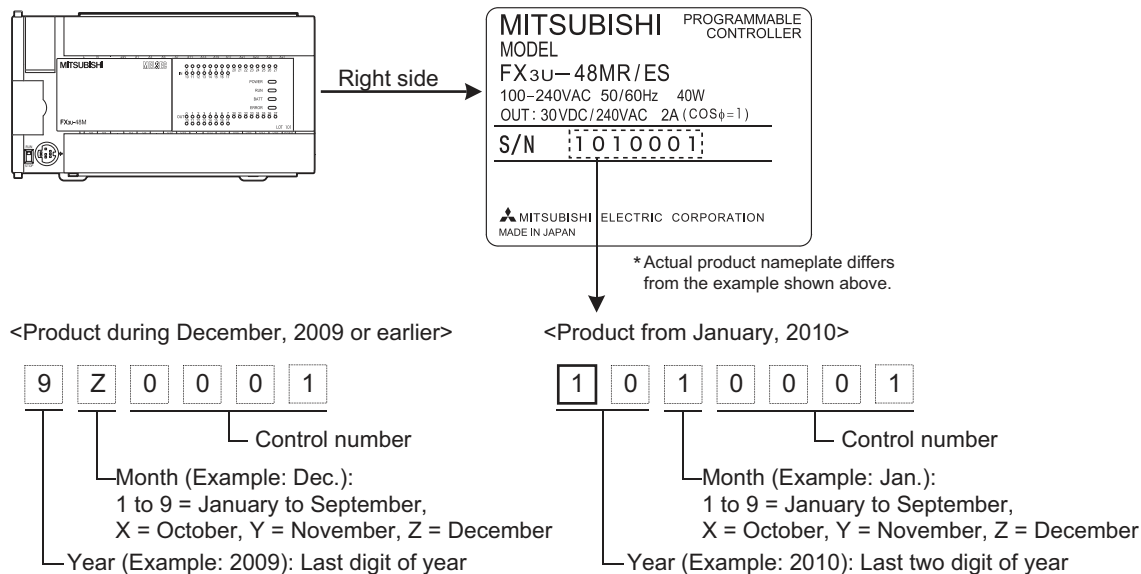 MITSUBISHI
POWER
RUN
BATT
ERROR
OUT
FX3U-48M
LOT 101
Right side
MITSUBISHI PROGRAMMABLE CONTROLLER
MODEL
FX3U-48MR/ES
100-240VAC 50/60Hz 40W
OUT: 30VDC/240VAC 2A (COSφ=1)
S/N 1010001
MITSUBISHI ELECTRIC CORPORATION
MADE IN JAPAN
* Actual product nameplate differs
from the example shown above.
<Product during December, 2009 or earlier>
9 Z 0 0 0 1
Control number
Month (Example: Dec.):
1 to 9 = January to September,
X = October, Y = November, Z = December
Year (Example: 2009): Last digit of year
<Product from January, 2010>
1 0 1 0 0 0 1
Control number
Month (Example: Jan.):
1 to 9 = January to September,
X = October, Y = November, Z = December
Year (Example: 2010): Last two digit of year